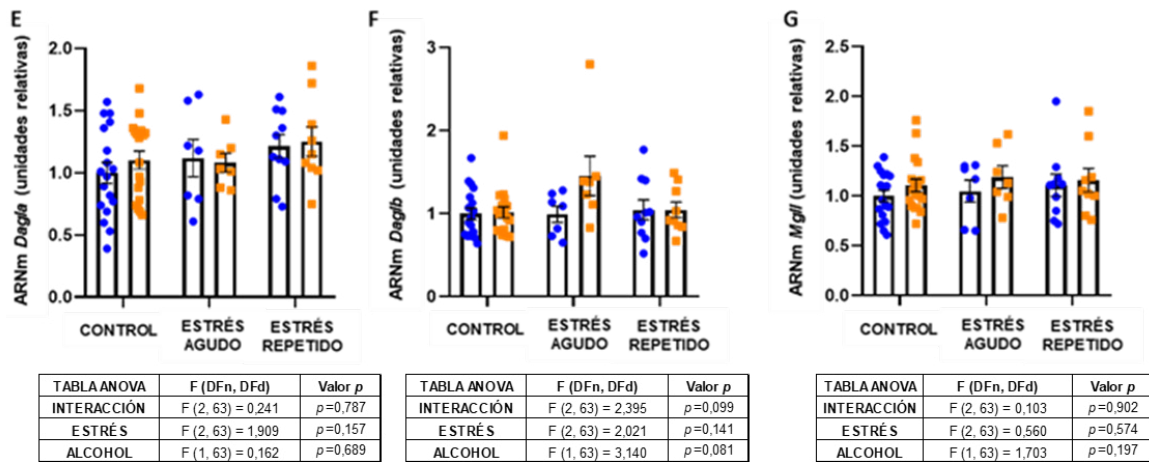 E
ARNm Dagla (unidades relativas)
2.0
1.5
1.0
0.5
0.0
CONTROL
ESTRÉS AGUDO
ESTRÉS REPETIDO
TABLA ANOVA F (DFn, DFd) Valor p
INTERACCIÓN F (2, 63) = 0,241 p=0,787
ESTRÉS F (2, 63) = 1,909 p=0,157
ALCOHOL F (1, 63) = 0,162 p=0,689
F
ARNm Daglb (unidades relativas)
3
2
1
0
CONTROL
ESTRÉS AGUDO
ESTRÉS REPETIDO
TABLA ANOVA F (DFn, DFd) Valor p
INTERACCIÓN F (2, 63) = 2,395 p=0,099
ESTRÉS F (2, 63) = 2,021 p=0,141
ALCOHOL F (1, 63) = 3,140 p=0,081
G
ARNm Mgll (unidades relativas)
2.5
2.0
1.5
1.0
0.5
0.0
CONTROL
ESTRÉS AGUDO
ESTRÉS REPETIDO
TABLA ANOVA F (DFn, DFd) Valor p
INTERACCIÓN F (2, 63) = 0,103 p=0,902
ESTRÉS F (2, 63) = 0,560 p=0,574
ALCOHOL F (1, 63) = 1,703 p=0,197